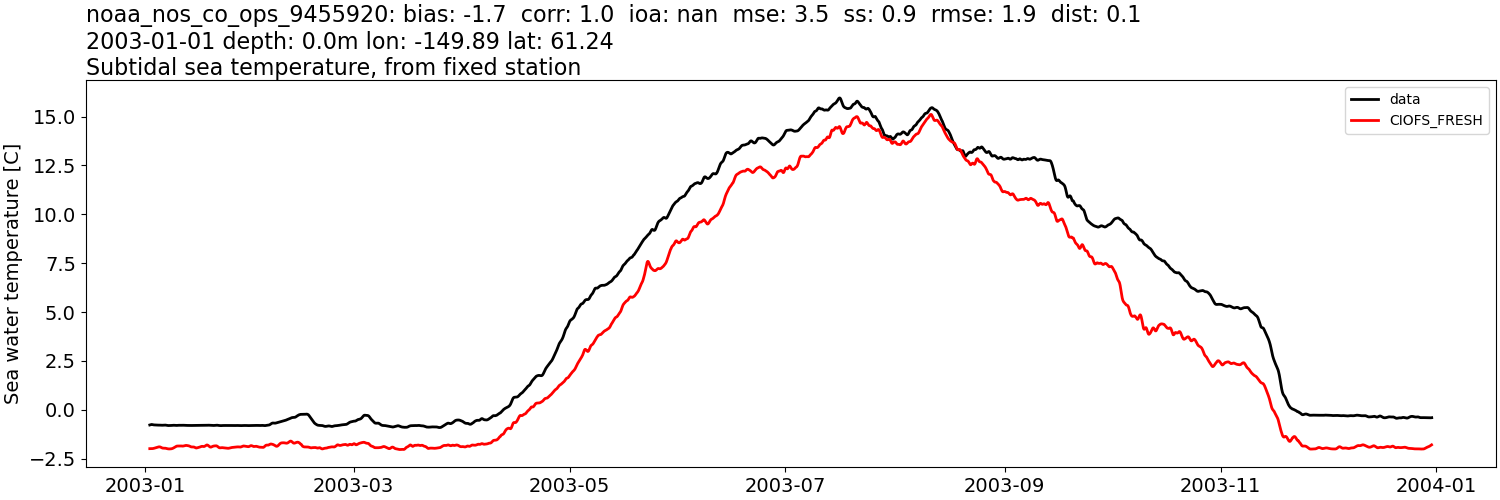 noaa_nos_co_ops_9455920: bias: -1.7  corr: 1.0  ioa: nan  mse: 3.5  ss: 0.9  rmse: 1.9  dist: 0.1
2003-01-01 depth: 0.0m lon: -149.89 lat: 61.24
Subtidal sea temperature, from fixed station
data
CIOFS_FRESH
Sea water temperature [C]
15.0
12.5
10.0
7.5
5.0
2.5
0.0
−2.5
2003-01
2003-03
2003-05
2003-07
2003-09
2003-11
2004-01